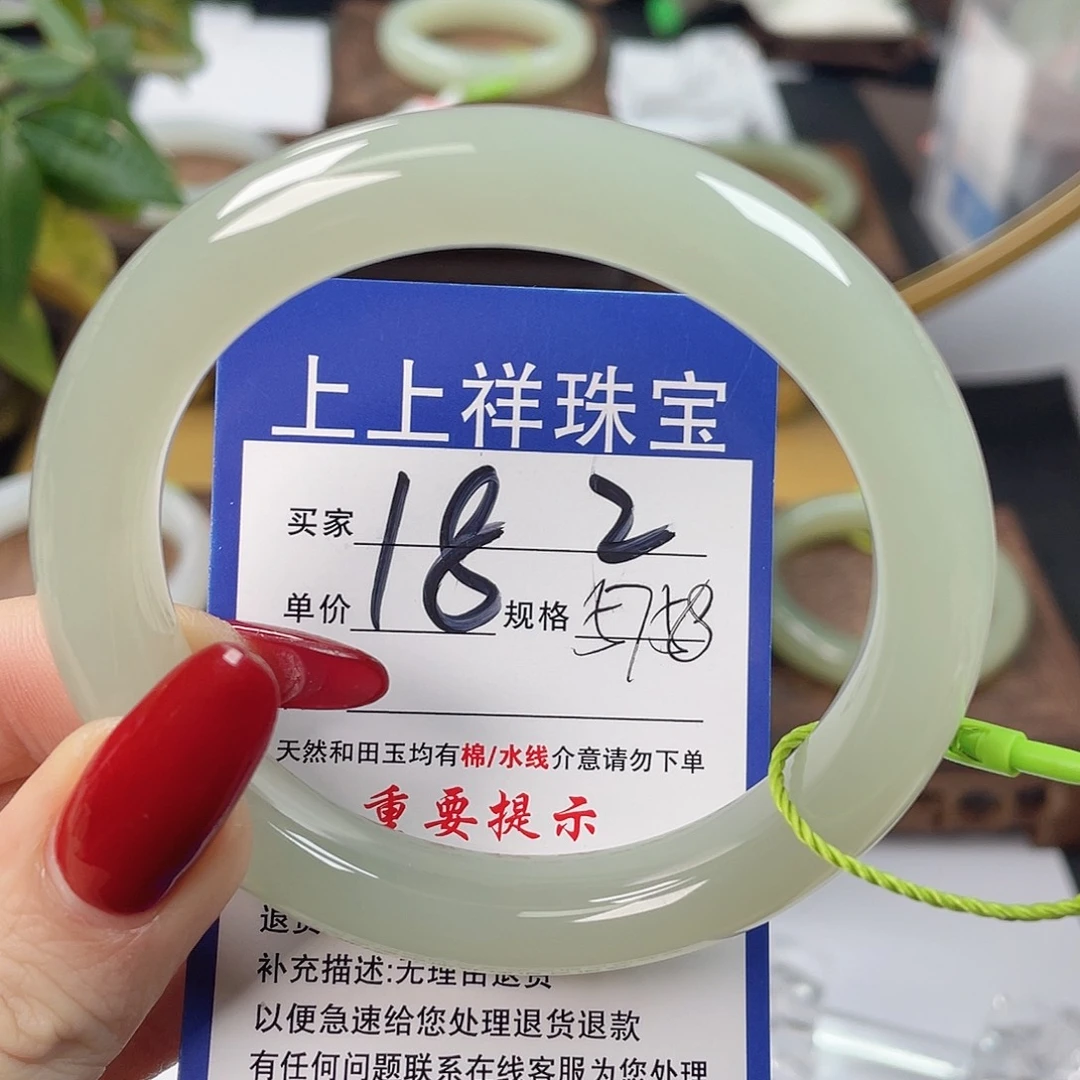 上上祥珠宝
买家 18 2
单价 规格
天然和田玉均有棉/水线介意请勿下单
重要提示
退货
补充描述:无理由退货
以便急速给您处理退货退款
有任何问题联系在线客服为您处理